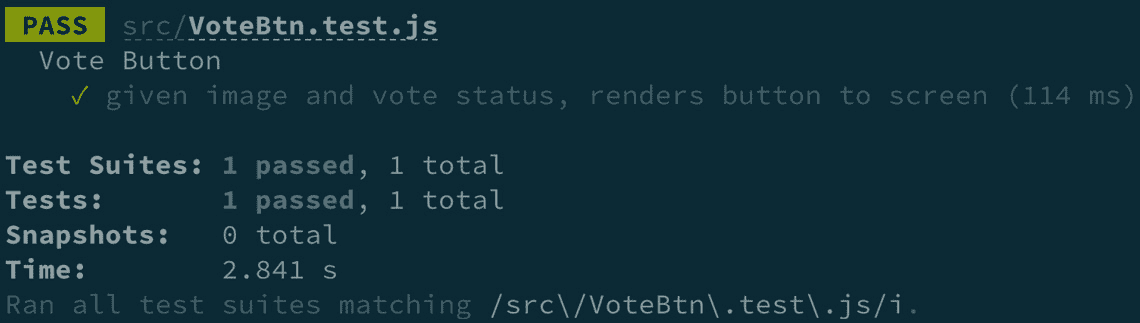 PASS src/VoteBtn.test.js
Vote Button
✓ given image and vote status, renders button to screen (114 ms)
Test Suites: 1 passed, 1 total
Tests: 1 passed, 1 total
Snapshots: 0 total
Time: 2.841 s
Ran all test suites matching /src\/VoteBtn\.test\.js/i.